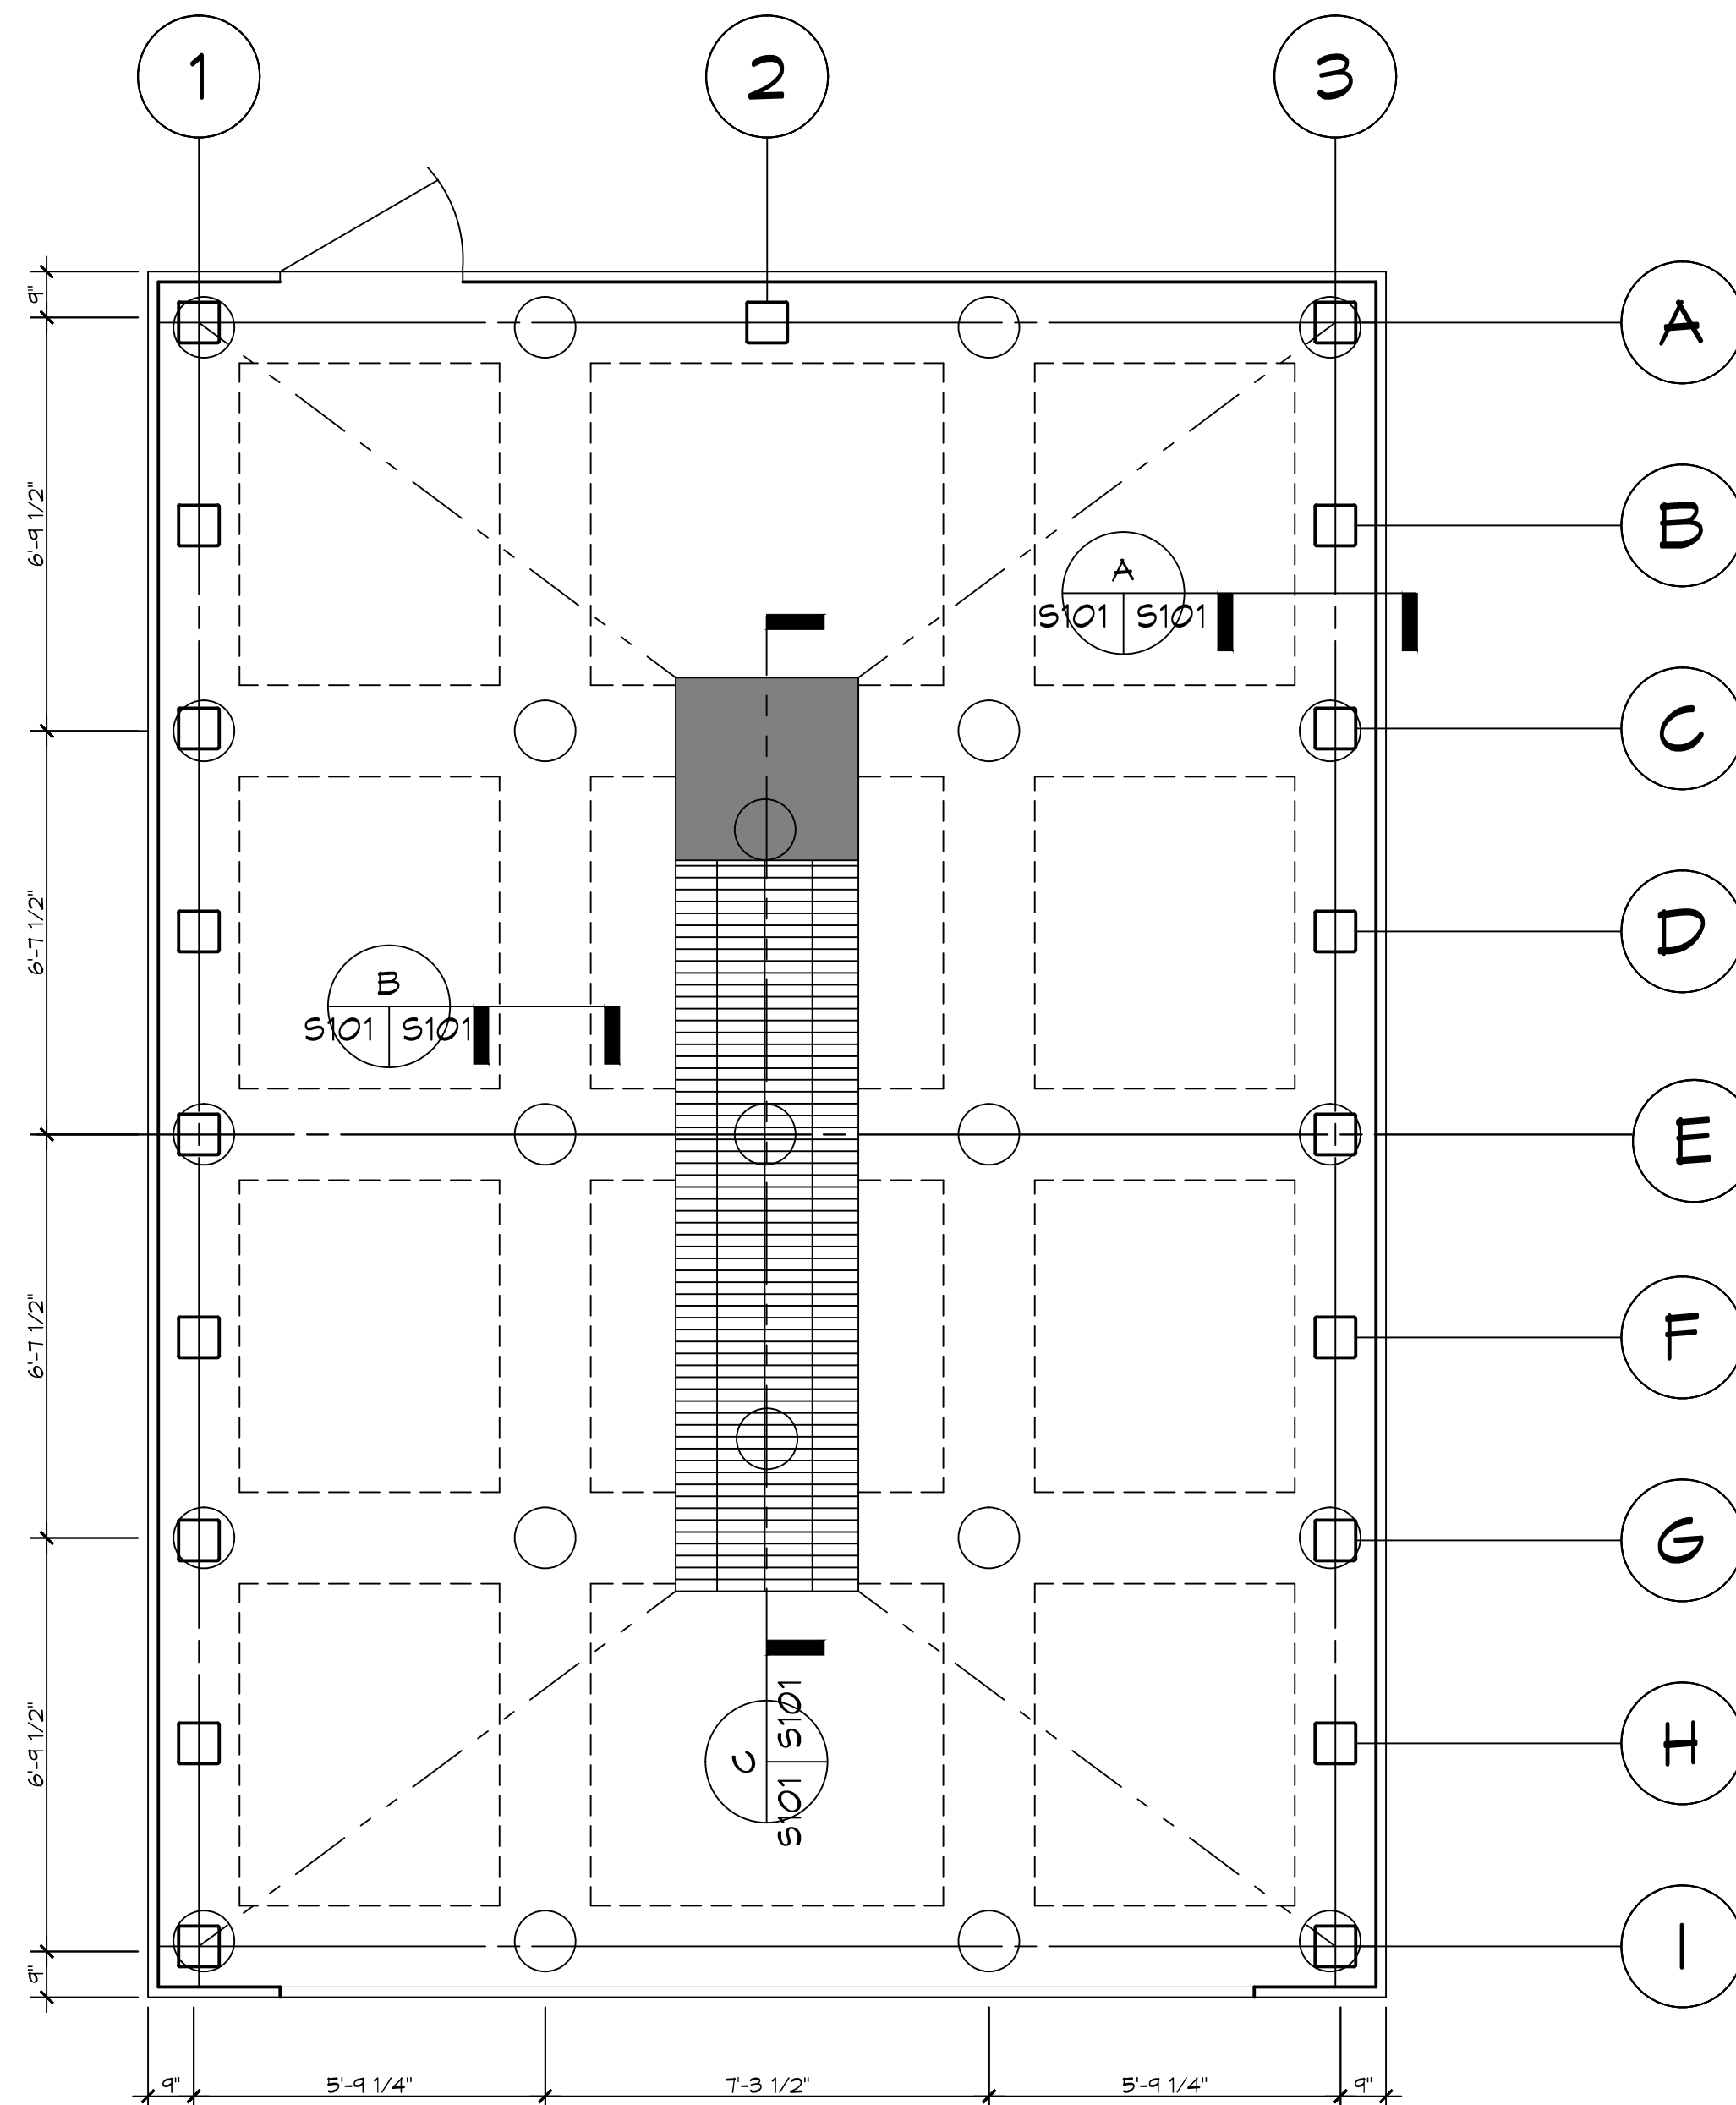 1 2 3
A
B
C
D
E
F
G
H
I
9"
6'-9 1/2"
6'-7 1/2"
6'-7 1/2"
6'-9 1/2"
9"
A
S101 S101
B
S101 S101
C
S101 S101
9" 5'-9 1/4" 7'-3 1/2" 5'-9 1/4" 9"